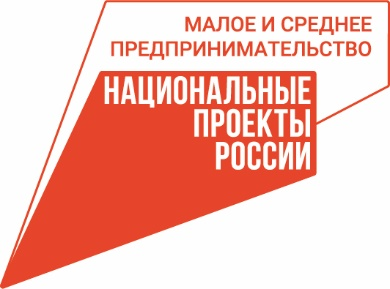 МАЛОЕ И СРЕДНЕЕ
ПРЕДПРИНИМАТЕЛЬСТВО
НАЦИОНАЛЬНЫЕ
ПРОЕКТЫ
РОССИИ